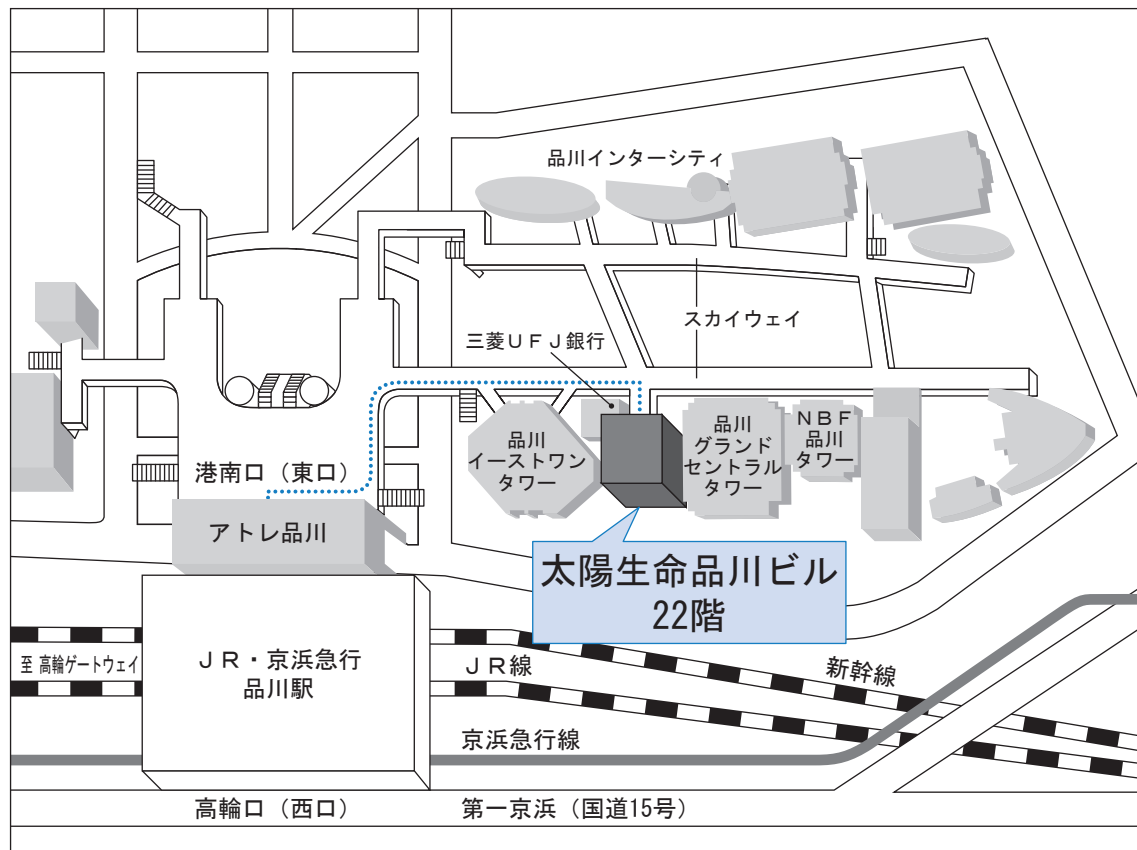 品川インターシティ
スカイウェイ
三菱ＵＦＪ銀行
品川
イーストワン
タワー
品川
グランド
セントラル
タワー
ＮＢＦ
品川
タワー
港南口（東口）
アトレ品川
太陽生命品川ビル
22階
至 高輪ゲートウェイ
ＪＲ・京浜急行
品川駅
ＪＲ線
新幹線
京浜急行線
高輪口（西口）
第一京浜（国道15号）